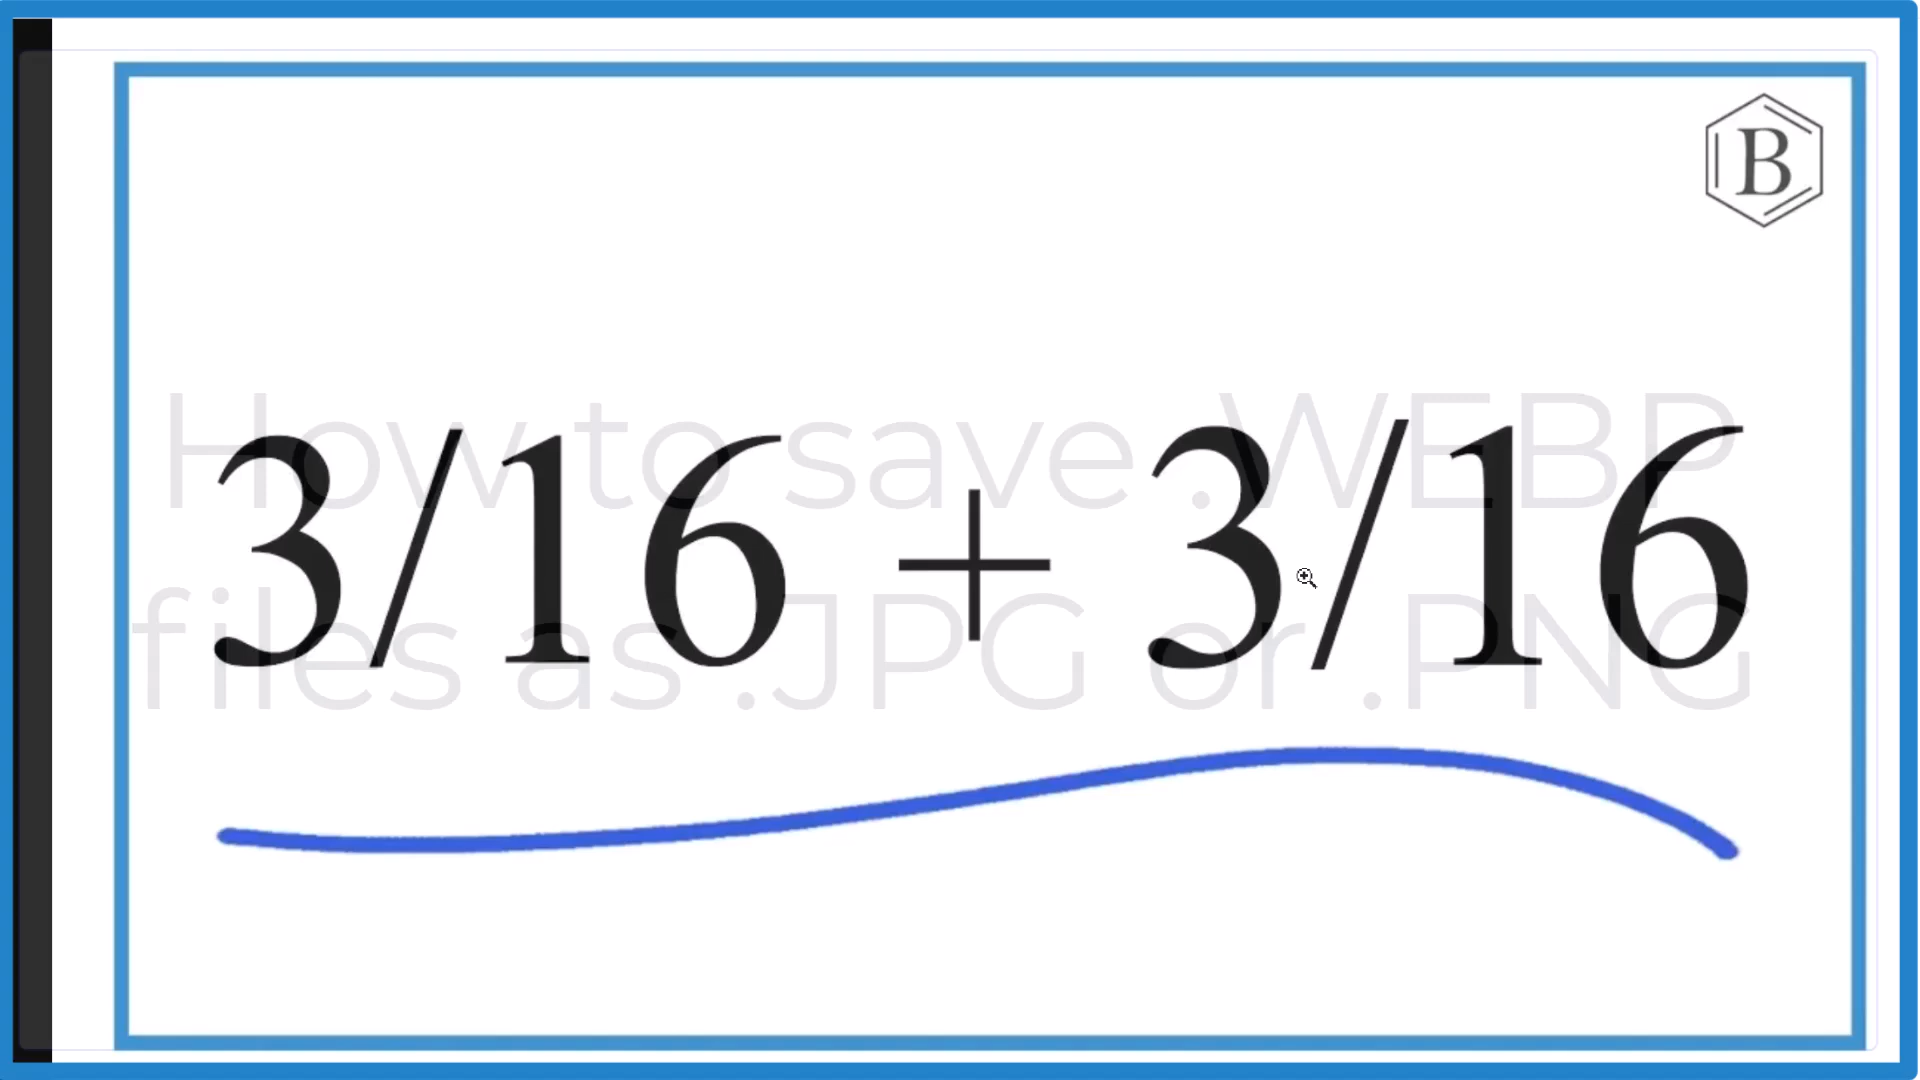 B
How to save .WEBP
3/16 + 3/16
files as .JPG or .PNG